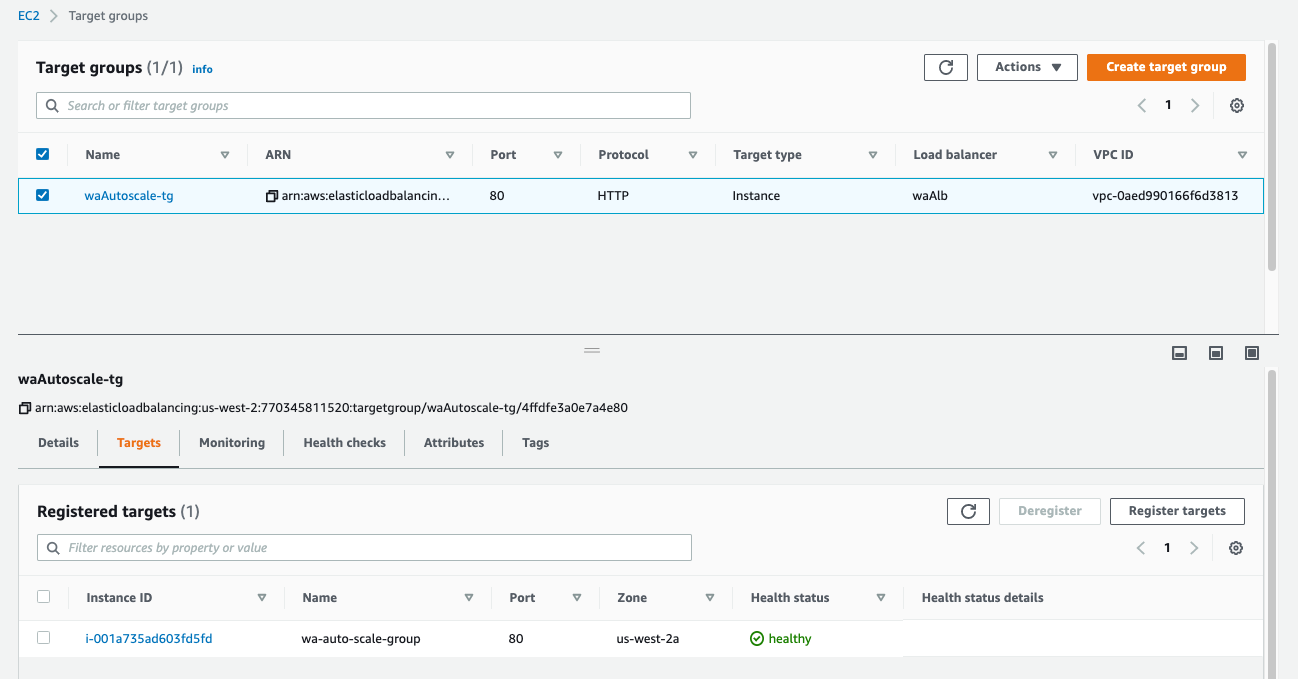 EC2 > Target groups
Target groups (1/1) info
Actions
Create target group
Search or filter target groups
1
Name ARN Port Protocol Target type Load balancer VPC ID
waAutoscale-tg arn:aws:elasticloadbalancin... 80 HTTP Instance waAlb vpc-0aed990166f6d3813
waAutoscale-tg
arn:aws:elasticloadbalancing:us-west-2:770345811520:targetgroup/waAutoscale-tg/4ffdfe3a0e7a4e80
Details Targets Monitoring Health checks Attributes Tags
Registered targets (1)
Deregister
Register targets
Filter resources by property or value
1
Instance ID Name Port Zone Health status Health status details
i-001a735ad603fd5fd wa-auto-scale-group 80 us-west-2a healthy